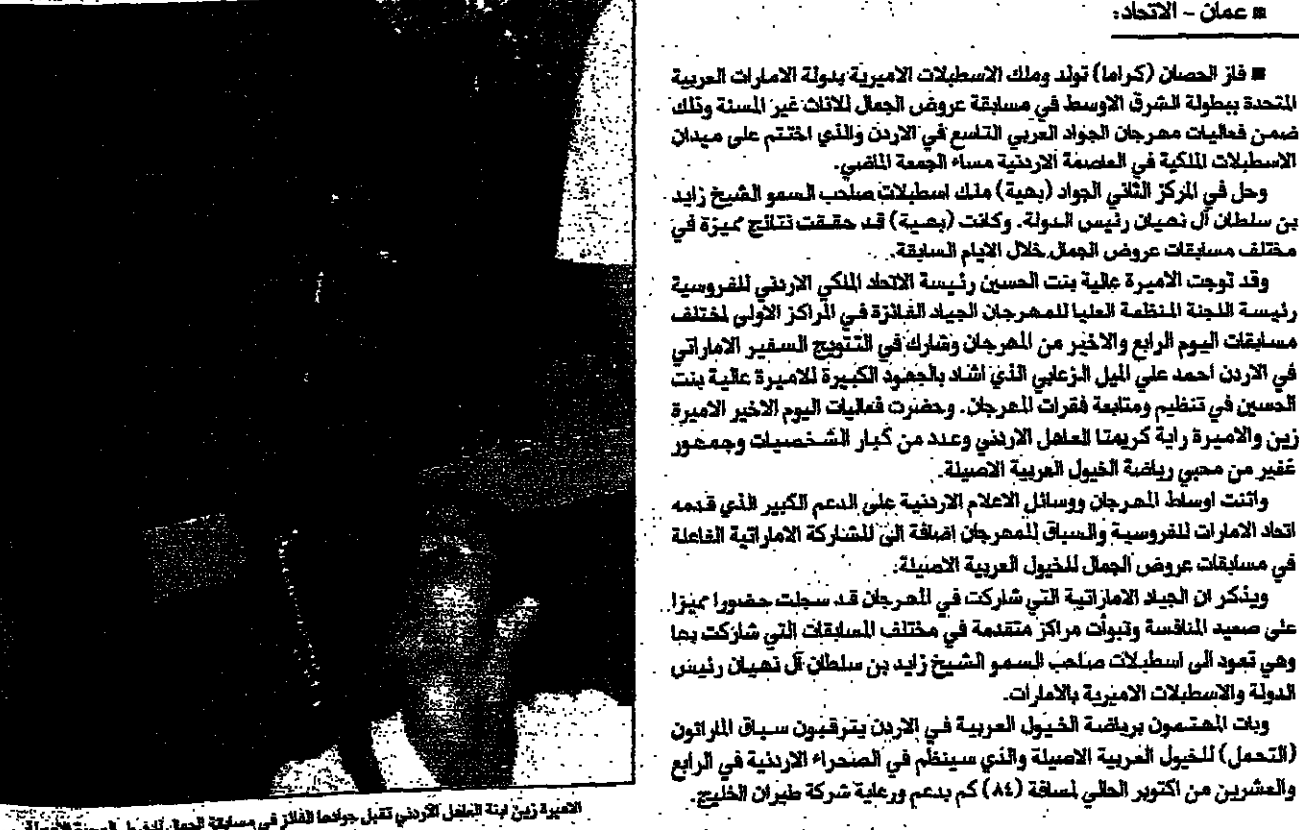 ■ عمان - الاتحاد:
■ فاز الحصان (كراما) تولد وملك الاسطبلات الاميرية بدولة الامارات العربية
المتحدة ببطولة الشرق الاوسط في مسابقة عروض الجمال للاناث غير المسنة وذلك
ضمن فعاليات مهرجان الجواد العربي التاسع في الاردن والذي اختتم على ميدان
الاسطبلات الملكية في العاصمة الاردنية مساء الجمعة الماضي.
وحل في المركز الثاني الجواد (بهية) ملك اسطبلات صاحب السمو الشيخ زايد
بن سلطان آل نهيان رئيس الدولة. وكانت (بهية) قد حققت نتائج مميزة في
مختلف مسابقات عروض الجمال خلال الايام السابقة.
وقد توجت الاميرة عالية بنت الحسين رئيسة الاتحاد الملكي الاردني للفروسية
رئيسة اللجنة المنظمة العليا للمهرجان الجياد الفائزة في المراكز الاولى لمختلف
مسابقات اليوم الرابع والاخير من المهرجان وشارك في التتويج السفير الاماراتي
في الاردن احمد علي الميل الزعابي الذي اشاد بالجهود الكبيرة للاميرة عالية بنت
الحسين في تنظيم ومتابعة فقرات المهرجان. وحضرت فعاليات اليوم الاخير الاميرة
زين والاميرة راية كريمتا العاهل الاردني وعدد من كبار الشخصيات وجمهور
غفير من محبي رياضة الخيول العربية الاصيلة.
واثنت اوساط المهرجان ووسائل الاعلام الاردنية على الدعم الكبير الذي قدمه
اتحاد الامارات للفروسية والسباق للمهرجان اضافة الى المشاركة الاماراتية الفاعلة
في مسابقات عروض الجمال للخيول العربية الاصيلة.
ويذكر ان الجياد الاماراتية التي شاركت في المهرجان قد سجلت حضورا مميزا
على صعيد المنافسة وتبوأت مراكز متقدمة في مختلف المسابقات التي شاركت بها
وهي تعود الى اسطبلات صاحب السمو الشيخ زايد بن سلطان آل نهيان رئيس
الدولة والاسطبلات الاميرية بالامارات.
وبات المهتمون برياضة الخيول العربية في الاردن يترقبون سباق الماراتون
(التحمل) للخيول العربية الاصيلة والذي سينظم في الصحراء الاردنية في الرابع
والعشرين من اكتوبر الحالي لمسافة (٨٤) كم بدعم ورعاية شركة طيران الخليج.
الاميرة زين ابنة العاهل الاردني تقبل جوادها الفائز في مسابقة الجمال